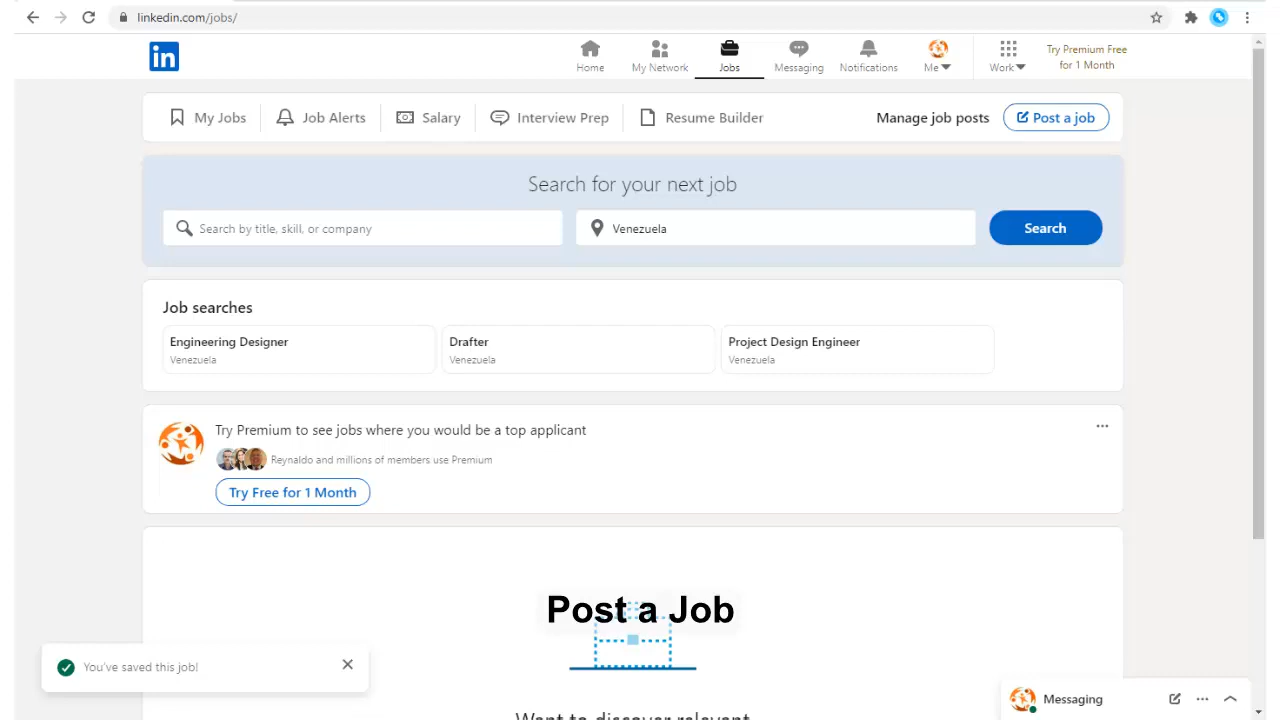 linkedin.com/jobs/
in
Home
My Network
Jobs
Messaging
Notifications
Me
Work
Try Premium Free
for 1 Month
My Jobs
Job Alerts
Salary
Interview Prep
Resume Builder
Manage job posts
Post a job
Search for your next job
Search by title, skill, or company
Venezuela
Search
Job searches
Engineering Designer
Venezuela
Drafter
Venezuela
Project Design Engineer
Venezuela
Try Premium to see jobs where you would be a top applicant
Reynaldo and millions of members use Premium
Try Free for 1 Month
Post a Job
You've saved this job!
Messaging
Want to discover relevant